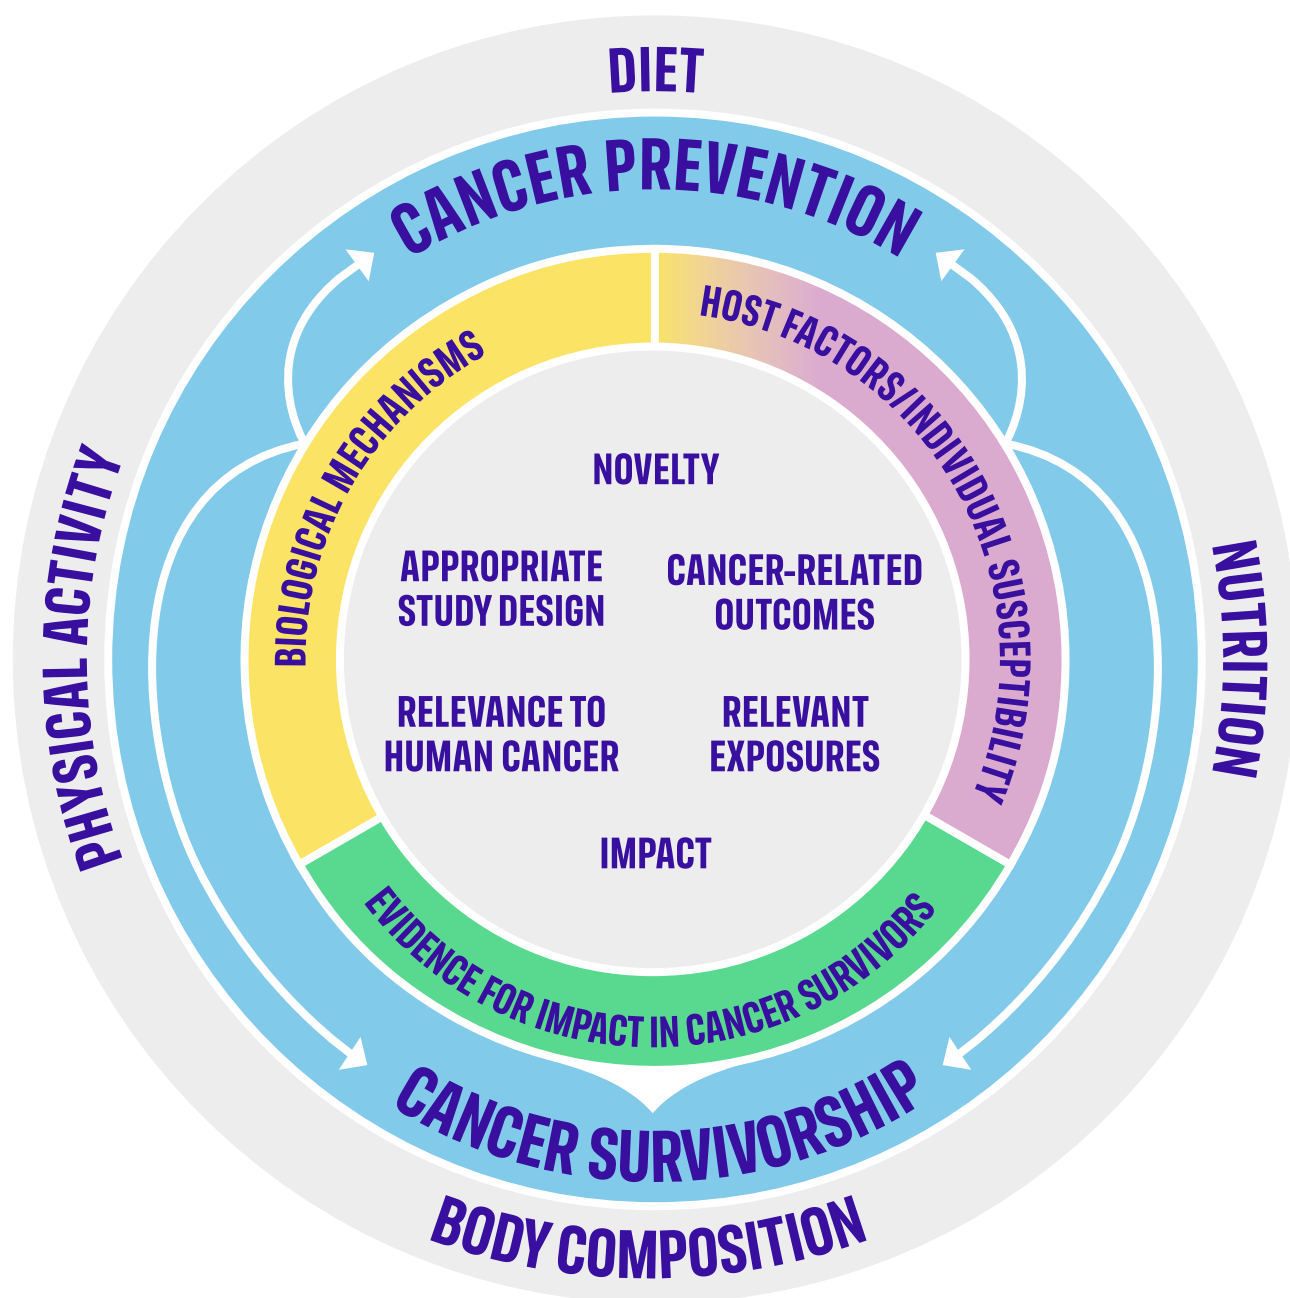 DIET
CANCER PREVENTION
HOST FACTORS/INDIVIDUAL SUSCEPTIBILITY
BIOLOGICAL MECHANISMS
NOVELTY
APPROPRIATE
STUDY DESIGN
CANCER-RELATED
OUTCOMES
RELEVANCE TO
HUMAN CANCER
RELEVANT
EXPOSURES
IMPACT
PHYSICAL ACTIVITY
NUTRITION
EVIDENCE FOR IMPACT IN CANCER SURVIVORS
CANCER SURVIVORSHIP
BODY COMPOSITION